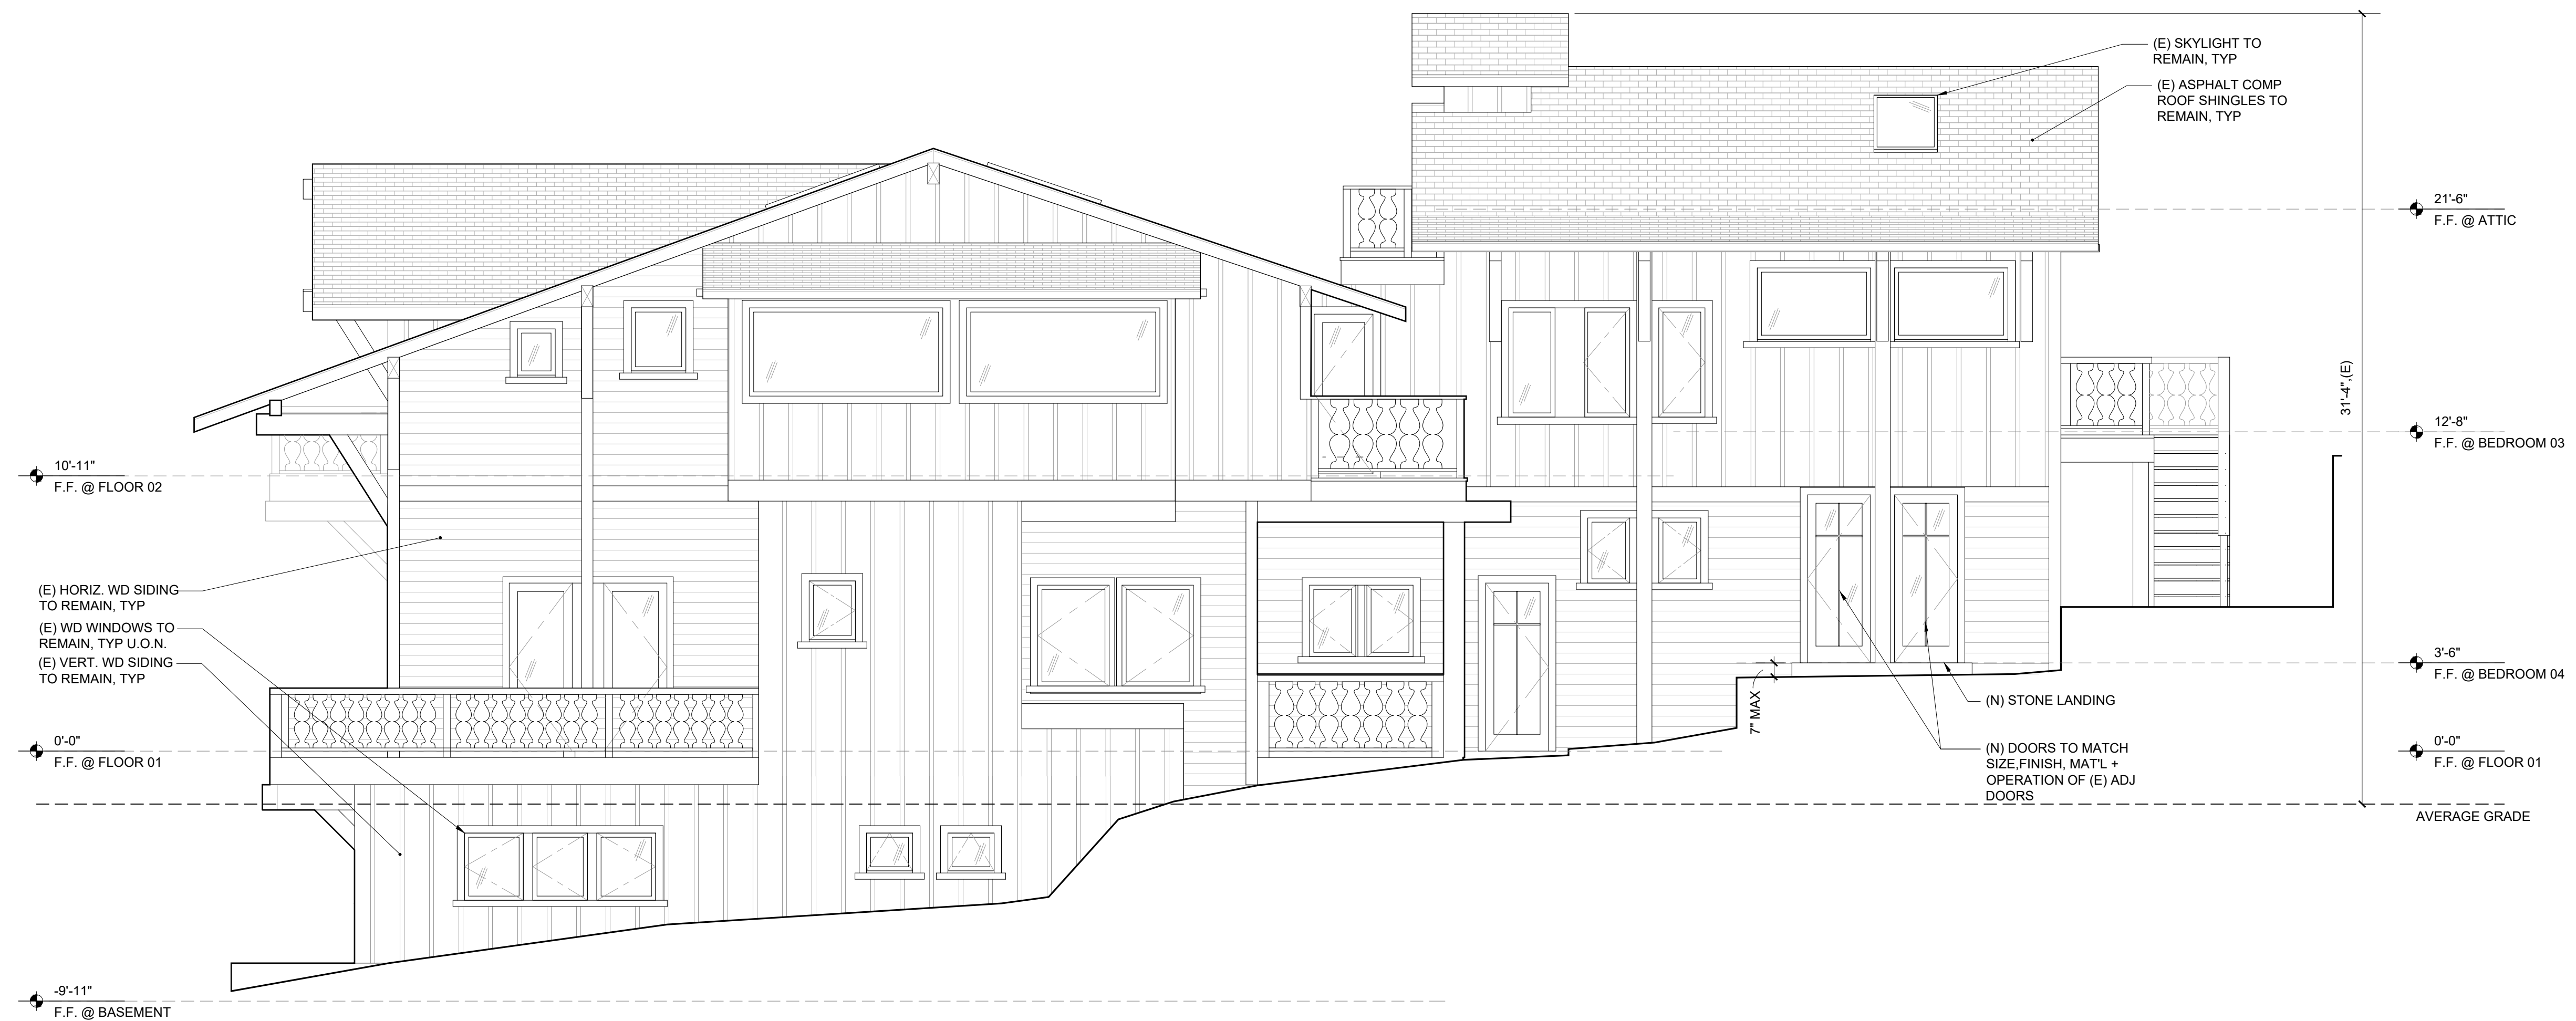 (E) SKYLIGHT TO
REMAIN, TYP
(E) ASPHALT COMP
ROOF SHINGLES TO
REMAIN, TYP
21'-6"
F.F. @ ATTIC
31'-4",(E)
12'-8"
F.F. @ BEDROOM 03
10'-11"
F.F. @ FLOOR 02
(E) HORIZ. WD SIDING
TO REMAIN, TYP
(E) WD WINDOWS TO
REMAIN, TYP U.O.N.
(E) VERT. WD SIDING
TO REMAIN, TYP
3'-6"
F.F. @ BEDROOM 04
7" MAX
(N) STONE LANDING
(N) DOORS TO MATCH
SIZE,FINISH, MAT'L +
OPERATION OF (E) ADJ
DOORS
0'-0"
F.F. @ FLOOR 01
0'-0"
F.F. @ FLOOR 01
AVERAGE GRADE
-9'-11"
F.F. @ BASEMENT